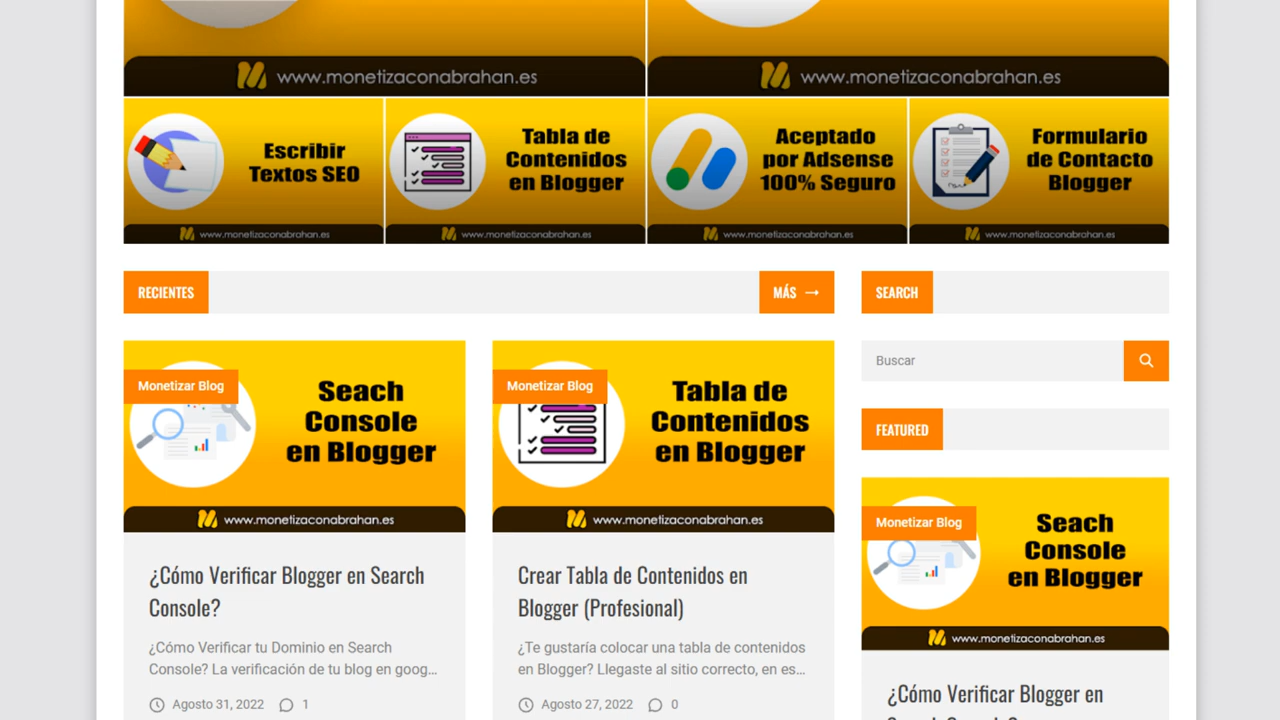 www.monetizaconabrahan.es
www.monetizaconabrahan.es
Escribir
Textos SEO
www.monetizaconabrahan.es
Tabla de
Contenidos
en Blogger
www.monetizaconabrahan.es
Aceptado
por Adsense
100% Seguro
www.monetizaconabrahan.es
Formulario
de Contacto
Blogger
www.monetizaconabrahan.es
RECIENTES
MÁS →
Monetizar Blog
Seach
Console
en Blogger
www.monetizaconabrahan.es
¿Cómo Verificar Blogger en Search
Console?
¿Cómo Verificar tu Dominio en Search
Console? La verificación de tu blog en goog...
Agosto 31, 2022 1
Monetizar Blog
Tabla de
Contenidos
en Blogger
www.monetizaconabrahan.es
Crear Tabla de Contenidos en
Blogger (Profesional)
¿Te gustaría colocar una tabla de contenidos
en Blogger? Llegaste al sitio correcto, en es...
Agosto 27, 2022 0
SEARCH
Buscar
FEATURED
Monetizar Blog
Seach
Console
en Blogger
www.monetizaconabrahan.es
¿Cómo Verificar Blogger en